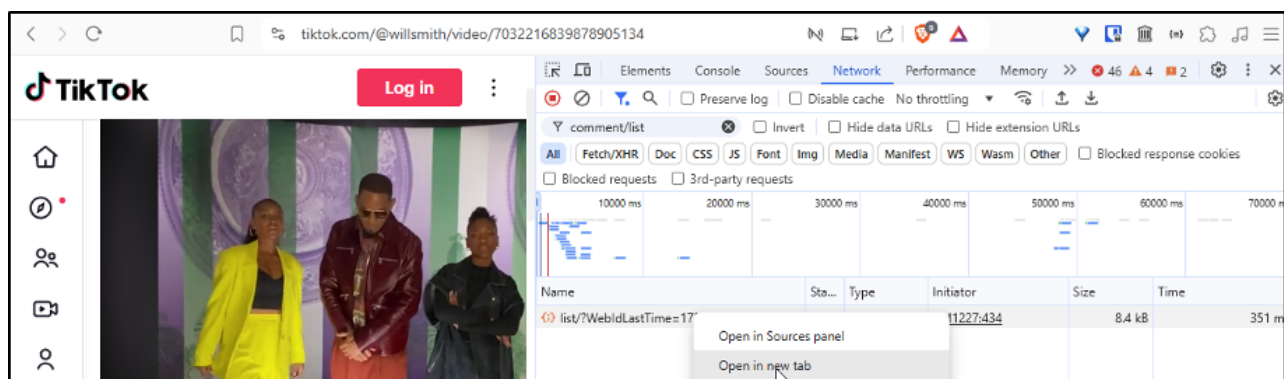 tiktok.com/@willsmith/video/7032216839878905134
TikTok
Log in
Elements Console Sources Network Performance Memory 46 4 2
Preserve log Disable cache No throttling
comment/list Invert Hide data URLs Hide extension URLs
All Fetch/XHR Doc CSS JS Font Img Media Manifest WS Wasm Other Blocked response cookies
Blocked requests 3rd-party requests
10000 ms 20000 ms 30000 ms 40000 ms 50000 ms 60000 ms 70000 m
Name Sta... Type Initiator Size Time
list/?WebIdLastTime=17 11227:434 8.4 kB 351 m
Open in Sources panel
Open in new tab